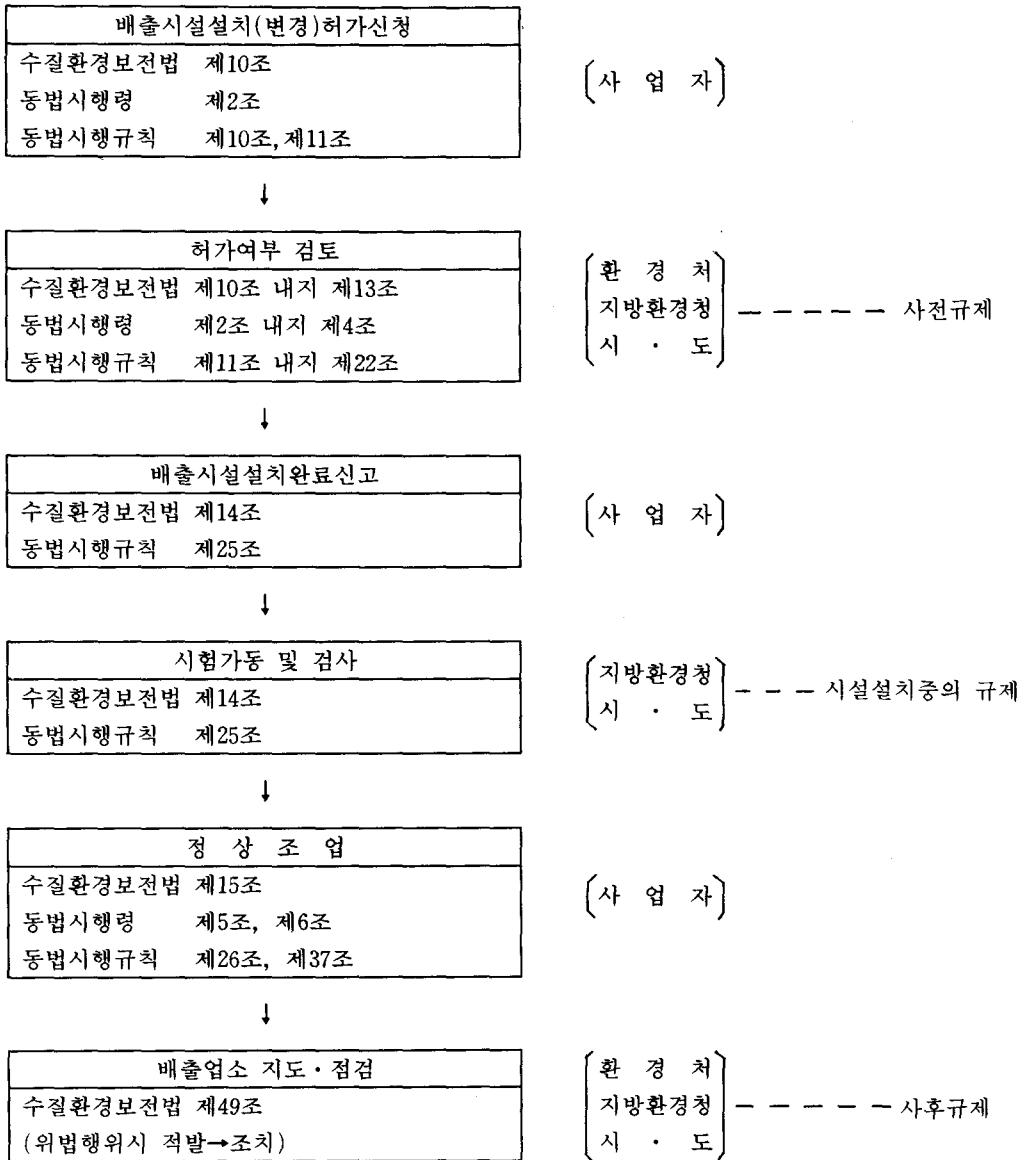 배출시설설치(변경)허가신청
수질환경보전법 제10조
동법시행령 제2조
동법시행규칙 제10조, 제11조
(사 업 자)
↓
허가여부 검토
수질환경보전법 제10조 내지 제13조
동법시행령 제2조 내지 제4조
동법시행규칙 제11조 내지 제22조
환 경 처
지방환경청 ― ― ― ― ― 사전규제
시 · 도
↓
배출시설설치완료신고
수질환경보전법 제14조
동법시행규칙 제25조
(사 업 자)
↓
시험가동 및 검사
수질환경보전법 제14조
동법시행규칙 제25조
지방환경청
시 · 도
― ― ― 시설설치중의 규제
↓
정 상 조 업
수질환경보전법 제15조
동법시행령 제5조, 제6조
동법시행규칙 제26조, 제37조
(사 업 자)
↓
배출업소 지도·점검
수질환경보전법 제49조
(위법행위시 적발→조치)
환 경 처
지방환경청 ― ― ― ― ― 사후규제
시 · 도